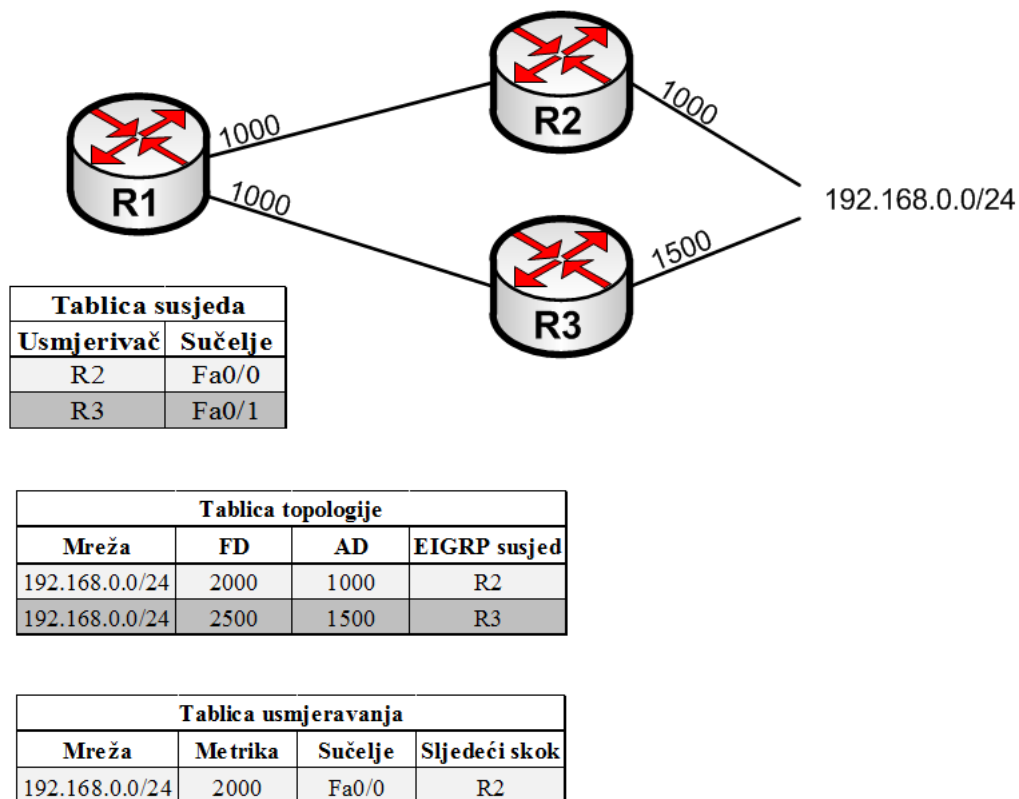 R2
1000
1000
R1
1000
192.168.0.0/24
1500
R3
Tablica susjeda
Usmjerivač Sučelje
R2 Fa0/0
R3 Fa0/1
Tablica topologije
Mreža FD AD EIGRP susjed
192.168.0.0/24 2000 1000 R2
192.168.0.0/24 2500 1500 R3
Tablica usmjeravanja
Mreža Metrika Sučelje Sljedeći skok
192.168.0.0/24 2000 Fa0/0 R2